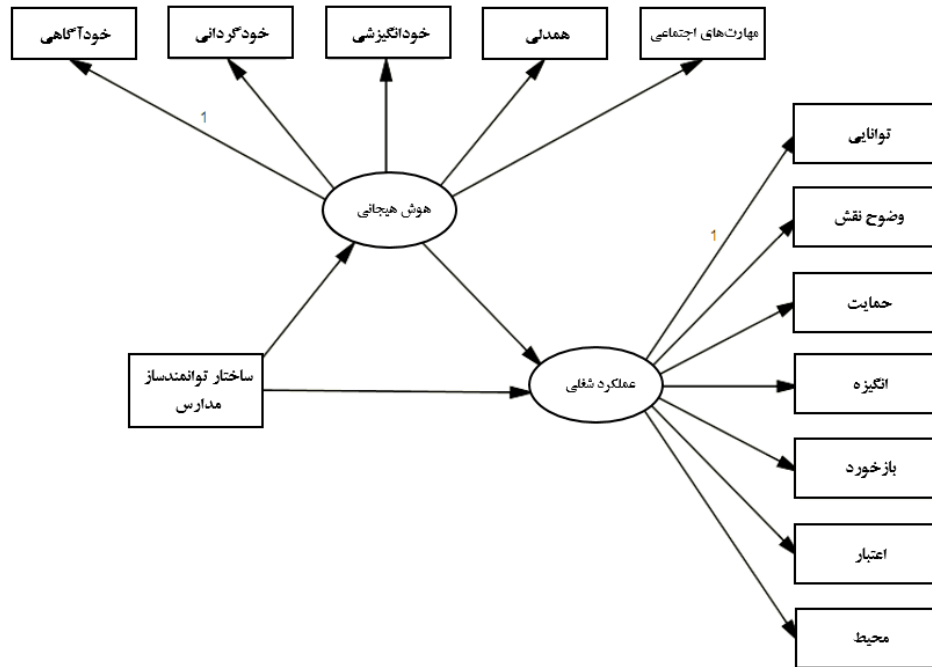 خودآگاهی
خودگردانی
خودانگیزشی
همدلی
مهارت‌های اجتماعی
1
توانایی
هوش هیجانی
وضوح نقش
1
حمایت
ساختار توانمندساز
مدارس
عملکرد شغلی
انگیزه
بازخورد
اعتبار
محیط